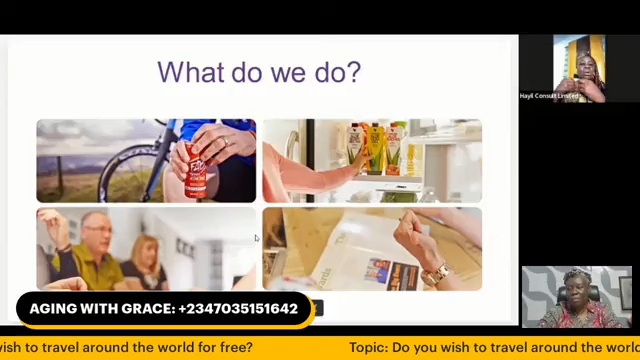 What do we do?
Hayil Consult Limited
AGING WITH GRACE: +2347035151642
wish to travel around the world for free?
Topic: Do you wish to travel around the world